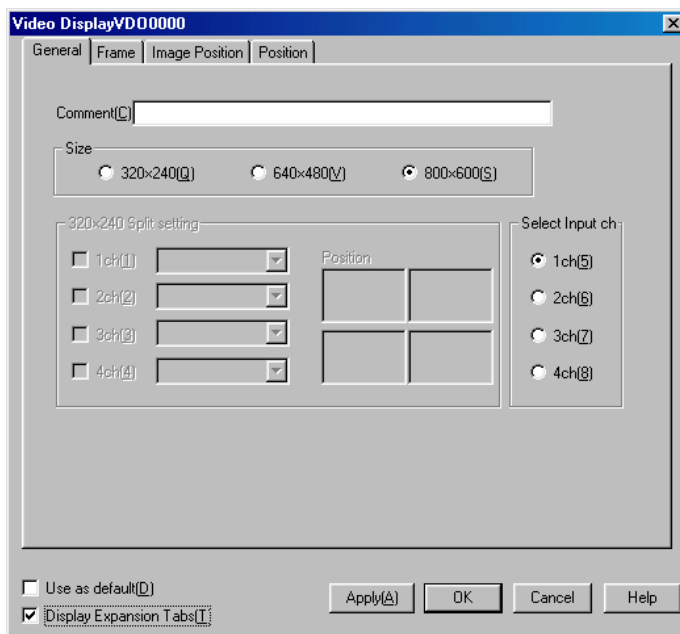 Video DisplayVDO0000
General Frame Image Position Position
Comment(C)
Size
320×240(Q) 640×480(V) 800×600(S)
320×240 Split setting Select Input ch
1ch(1) Position 1ch(5)
2ch(2) 2ch(6)
3ch(3) 3ch(7)
4ch(4) 4ch(8)
Use as default(D)
Display Expansion Tabs(T
Apply(A) OK Cancel Help